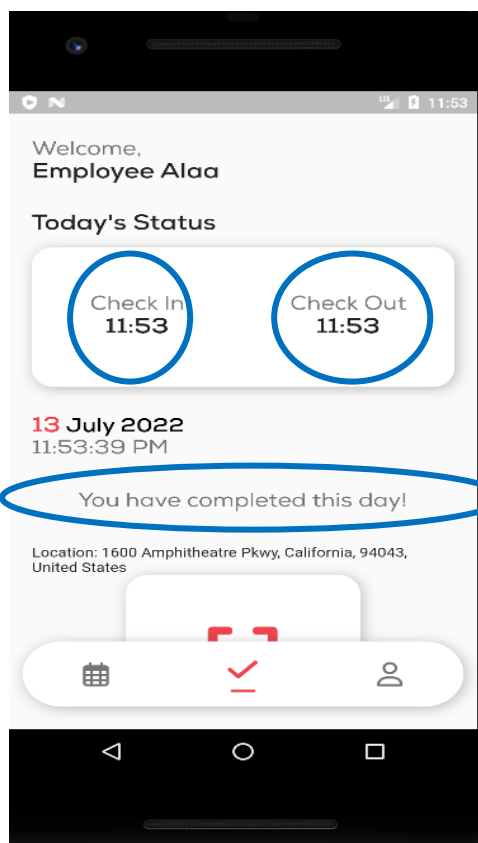 LTE 11:53
Welcome,
Employee Alaa
Today's Status
Check In Check Out
11:53 11:53
13 July 2022
11:53:39 PM
You have completed this day!
Location: 1600 Amphitheatre Pkwy, California, 94043,
United States